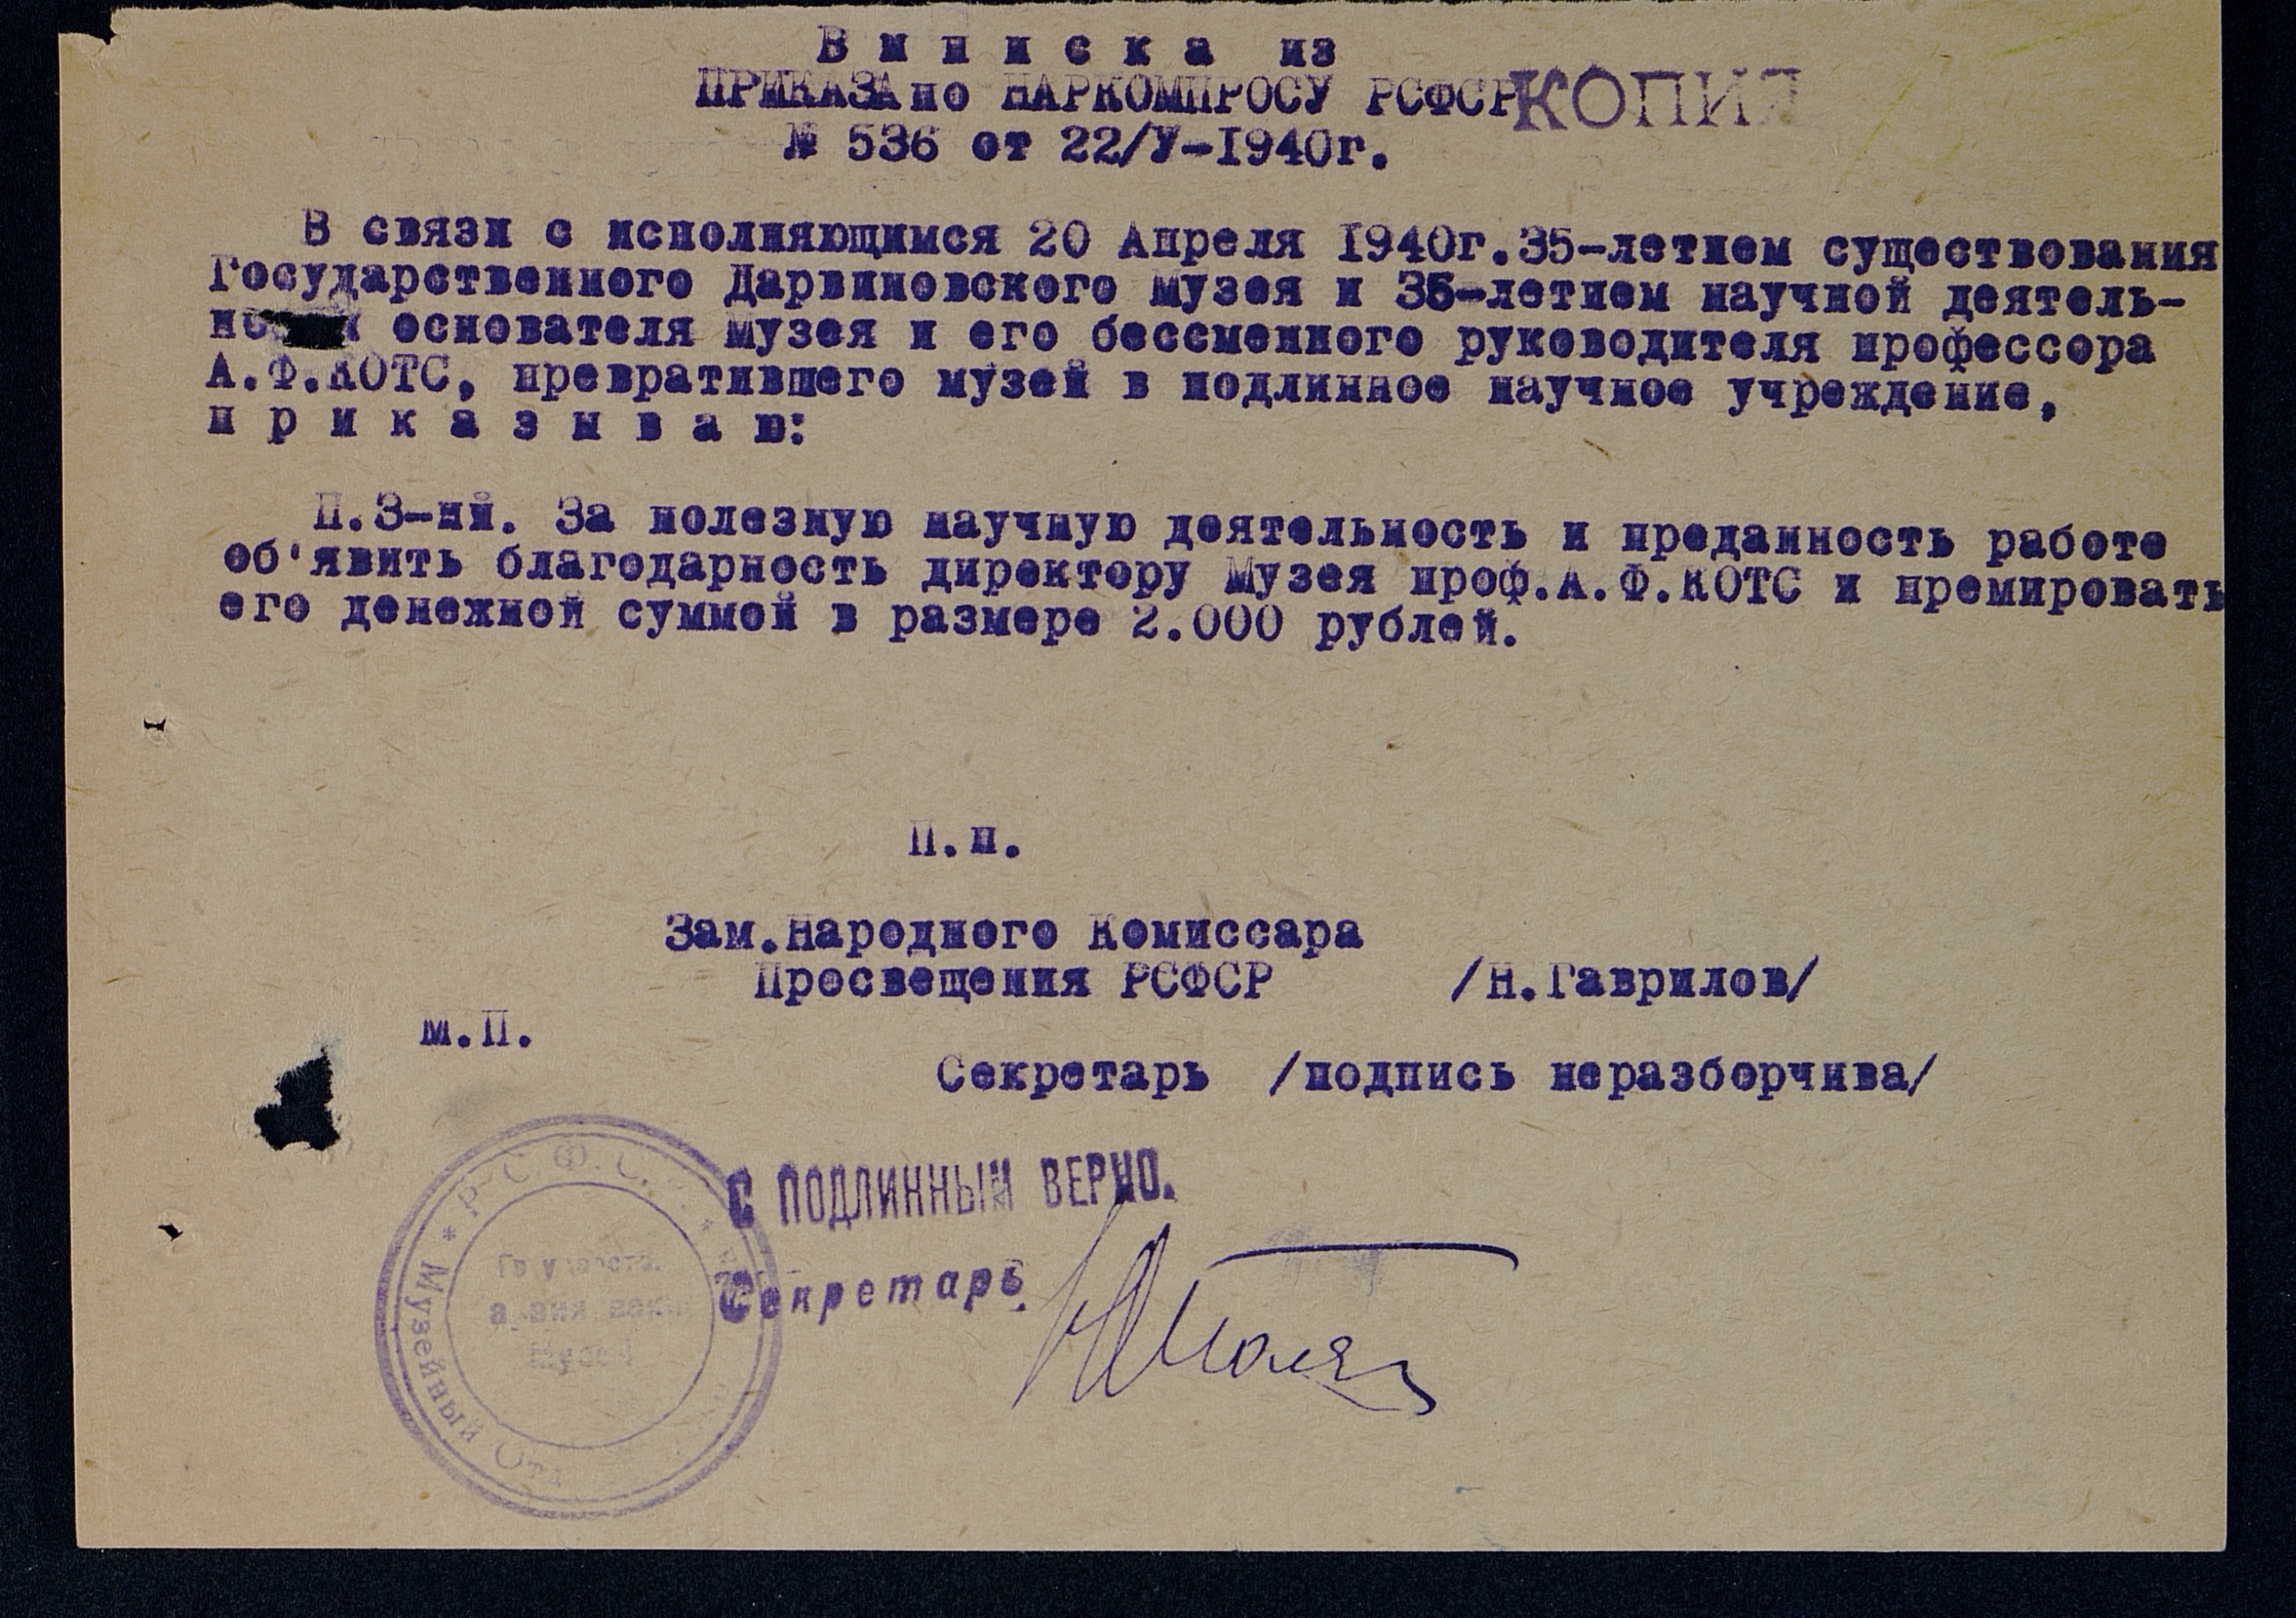 В ы п и с к а из
ПРИКАЗА по НАРКОМПРОСУ РСФСР КОПИЯ
№ 536 от 22/У-1940г.
В связи с исполняющимся 20 Апреля 1940г.35-летием существования
Государственного Дарвиновского Музея и 35-летием научной деятель-
основателя Музея и его бессменного руководителя профессора
А.Ф.КОТС, превратившего музей в подлинное научное учреждение,
п р и к а з ы в а ю:
П.3-ий. За полезную научную деятельность и преданность работе
об'явить благодарность директору Музея проф.А.Ф.КОТС и премировать
его денежной суммой в размере 2.000 рублей.
П.п.
Зам.Народного Комиссара
Просвещения РСФСР /Н.Гаврилов/
М.П.
Секретарь /подпись неразборчива/
С ПОДЛИННЫМ ВЕРНО.
Секретарь
* Р.С.Ф.С.Р. *
Музейный
Музей